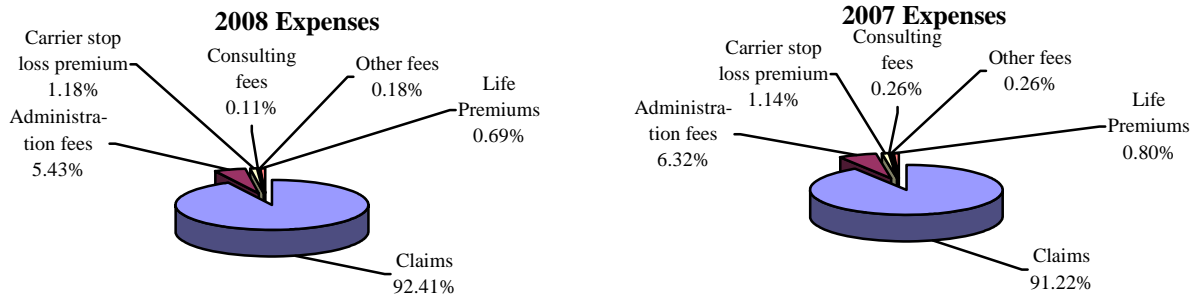 2008 Expenses
Carrier stop
loss premium
1.18%
Consulting
fees
0.11%
Other fees
0.18%
Life
Premiums
0.69%
Administra-
tion fees
5.43%
Claims
92.41%
2007 Expenses
Carrier stop
loss premium
1.14%
Consulting
fees
0.26%
Other fees
0.26%
Life
Premiums
0.80%
Administra-
tion fees
6.32%
Claims
91.22%